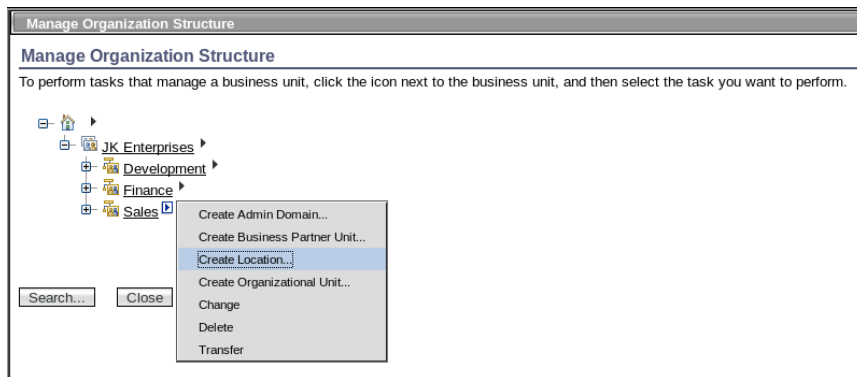 Manage Organization Structure
Manage Organization Structure
To perform tasks that manage a business unit, click the icon next to the business unit, and then select the task you want to perform.
JK Enterprises
Development
Finance
Sales
Create Admin Domain...
Create Business Partner Unit...
Create Location...
Create Organizational Unit...
Change
Delete
Transfer
Search...
Close